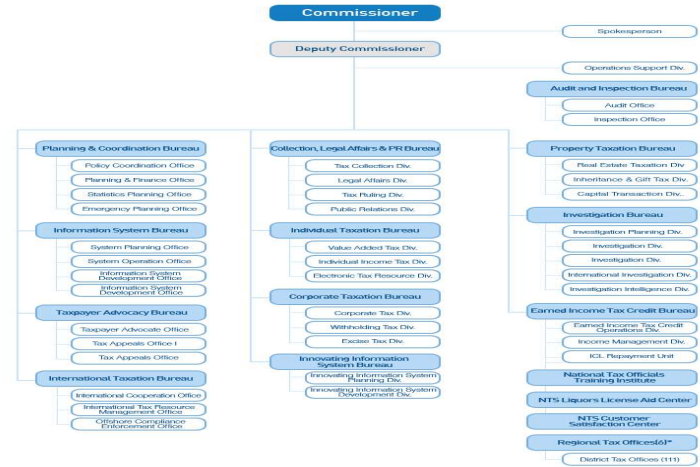 Commissioner
Spokesperson
Deputy Commissioner
Operations Support Div.
Audit and Inspection Bureau
Audit Office
Inspection Office
Planning & Coordination Bureau
Policy Coordination Office
Planning & Finance Office
Statistics Planning Office
Emergency Planning Office
Information System Bureau
System Planning Office
System Operation Office
Information System
Development Office
Information System
Development Office
Taxpayer Advocacy Bureau
Taxpayer Advocate Office
Tax Appeals Office I
Tax Appeals Office
International Taxation Bureau
International Cooperation Office
International Tax Resource
Management Office
Offshore Compliance
Enforcement Office
Collection, Legal Affairs & PR Bureau
Tax Collection Div.
Legal Affairs Div.
Tax Ruling Div.
Public Relations Div.
Individual Taxation Bureau
Value Added Tax Div.
Individual Income Tax Div.
Electronic Tax Resource Div.
Corporate Taxation Bureau
Corporate Tax Div.
Withholding Tax Div.
Excise Tax Div.
Innovating Information
System Bureau
Innovating Information System
Planning Div.
Innovating Information System
Development Div.
Property Taxation Bureau
Real Estate Taxation Div
Inheritance & Gift Tax Div.
Capital Transaction Div..
Investigation Bureau
Investigation Planning Div.
Investigation Div.
Investigation Div.
International Investigation Div.
Investigation Intelligence Div.
Earned Income Tax Credit Bureau
Earned Income Tax Credit
Operations Div.
Income Management Div.
ICL Repayment Unit
National Tax Officials
Training Institute
NTS Liquors License Aid Center
NTS Customer
Satisfaction Center
Regional Tax Offices(6)*
District Tax Offices (111)